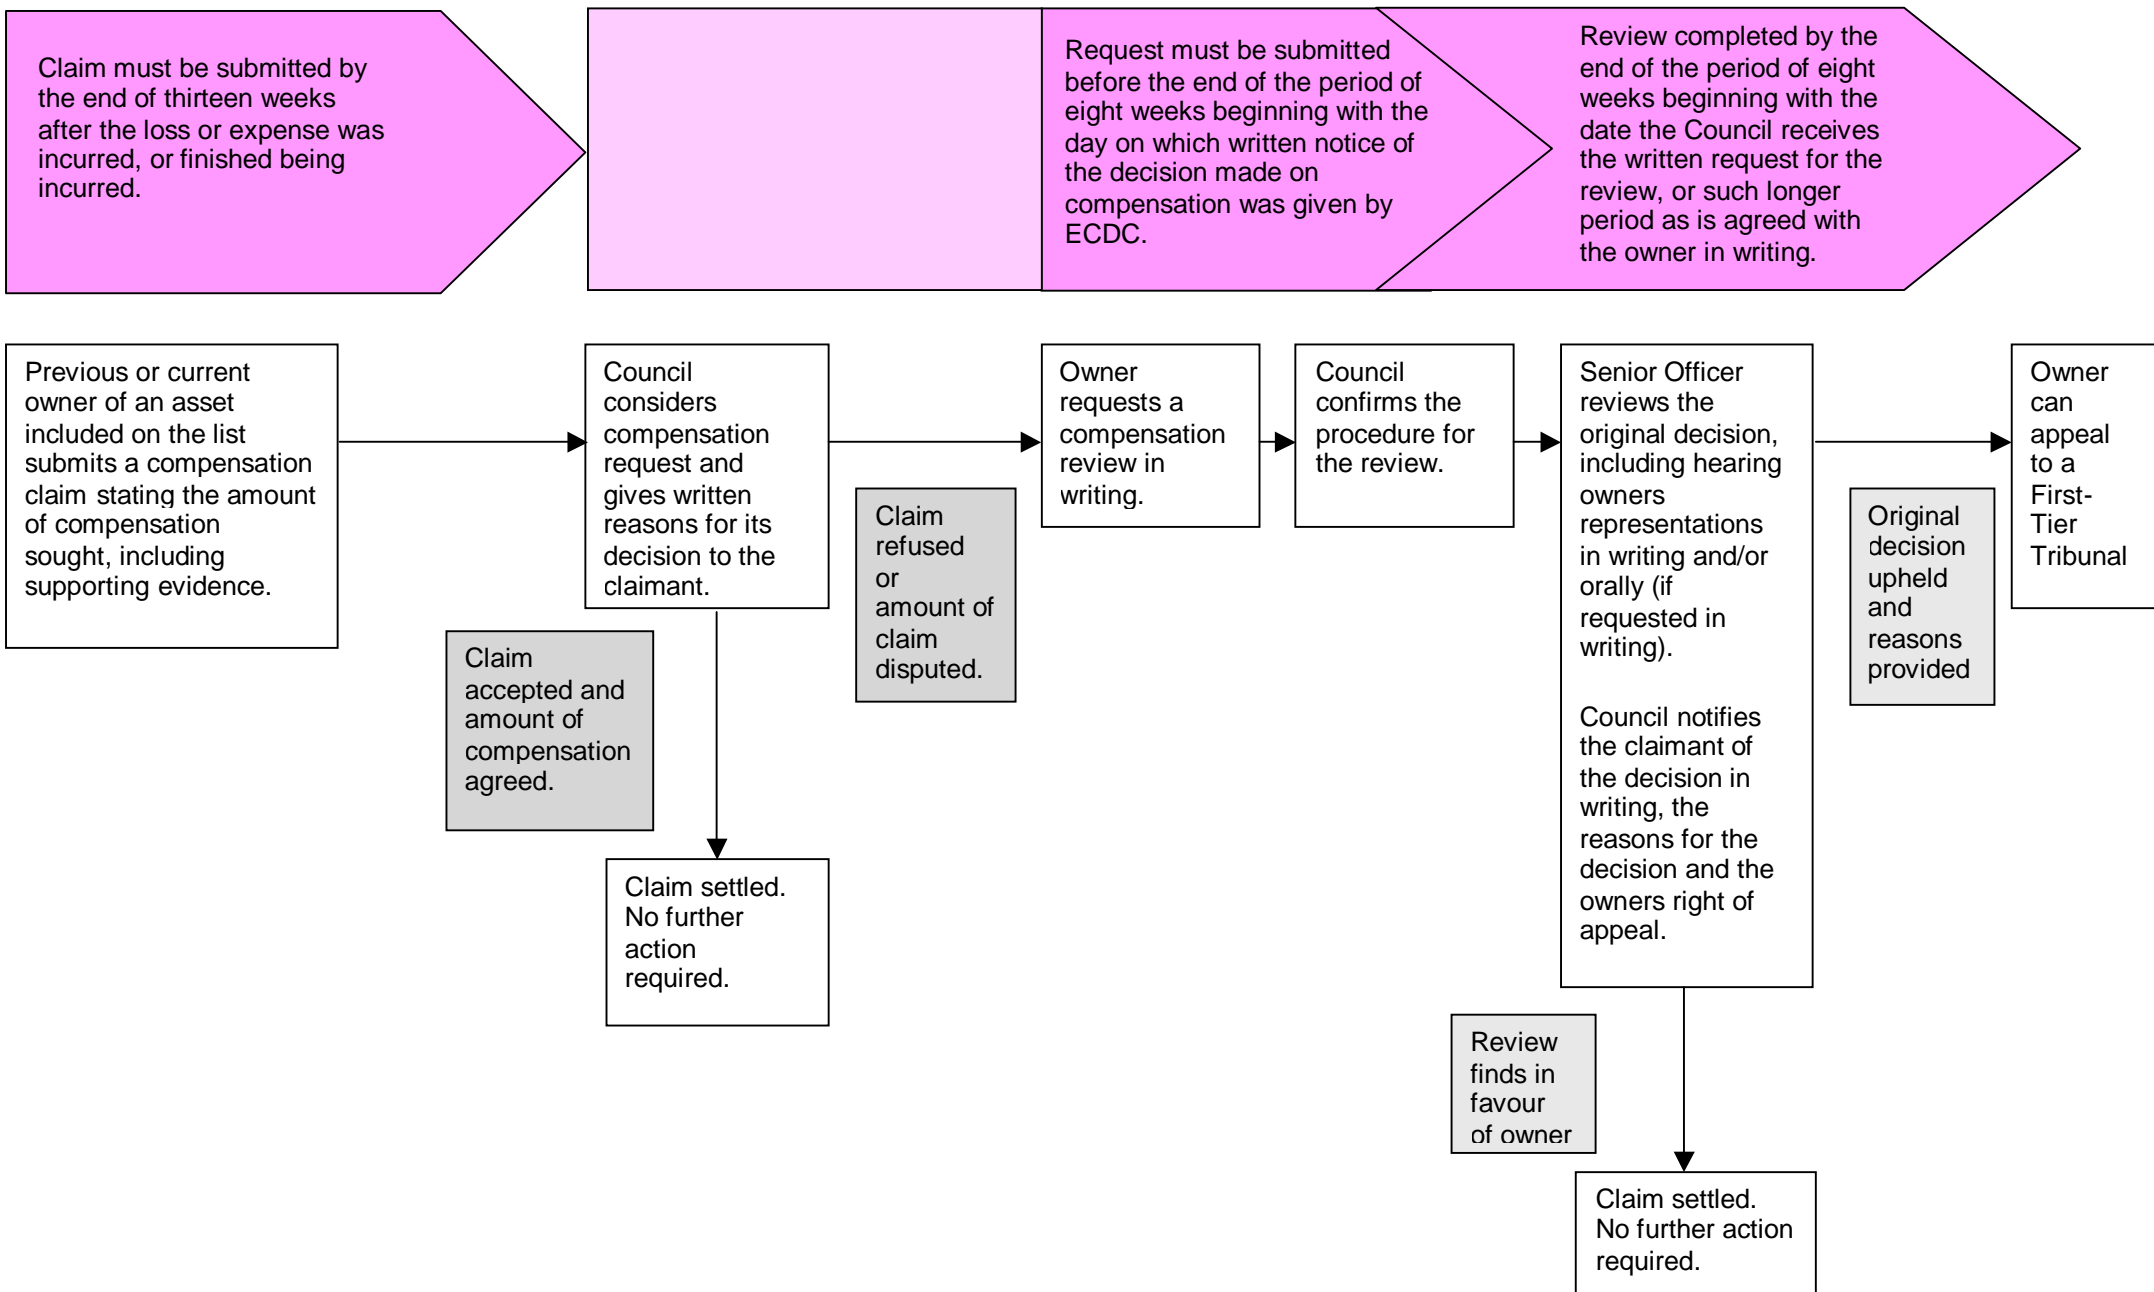 Claim must be submitted by
the end of thirteen weeks
after the loss or expense was
incurred, or finished being
incurred.
Request must be submitted
before the end of the period of
eight weeks beginning with the
day on which written notice of
the decision made on
compensation was given by
ECDC.
Review completed by the
end of the period of eight
weeks beginning with the
date the Council receives
the written request for the
review, or such longer
period as is agreed with
the owner in writing.
Previous or current
owner of an asset
included on the list
submits a compensation
claim stating the amount
of compensation
sought, including
supporting evidence.
Council
considers
compensation
request and
gives written
reasons for its
decision to the
claimant.
Owner
requests a
compensation
review in
writing.
Council
confirms the
procedure for
the review.
Senior Officer
reviews the
original decision,
including hearing
owners
representations
in writing and/or
orally (if
requested in
writing).
Council notifies
the claimant of
the decision in
writing, the
reasons for the
decision and the
owners right of
appeal.
Owner
can
appeal
to a
First-
Tier
Tribunal
Claim
refused
or
amount of
claim
disputed.
Original
decision
upheld
and
reasons
provided
Claim
accepted and
amount of
compensation
agreed.
Claim settled.
No further
action
required.
Review
finds in
favour
of owner
Claim settled.
No further action
required.